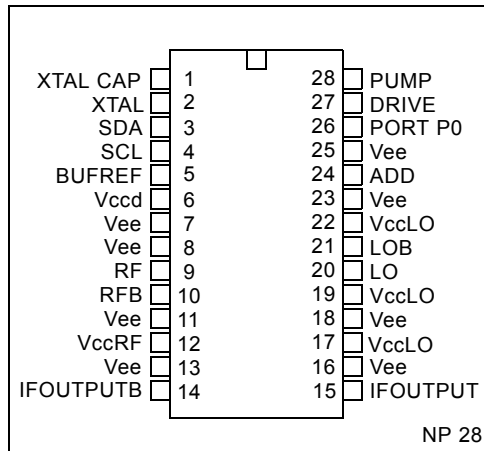 XTAL CAP 1 28 PUMP
XTAL 2 27 DRIVE
SDA 3 26 PORT P0
SCL 4 25 Vee
BUFREF 5 24 ADD
Vccd 6 23 Vee
Vee 7 22 VccLO
Vee 8 21 LOB
RF 9 20 LO
RFB 10 19 VccLO
Vee 11 18 Vee
VccRF 12 17 VccLO
Vee 13 16 Vee
IFOUTPUTB 14 15 IFOUTPUT
NP 28